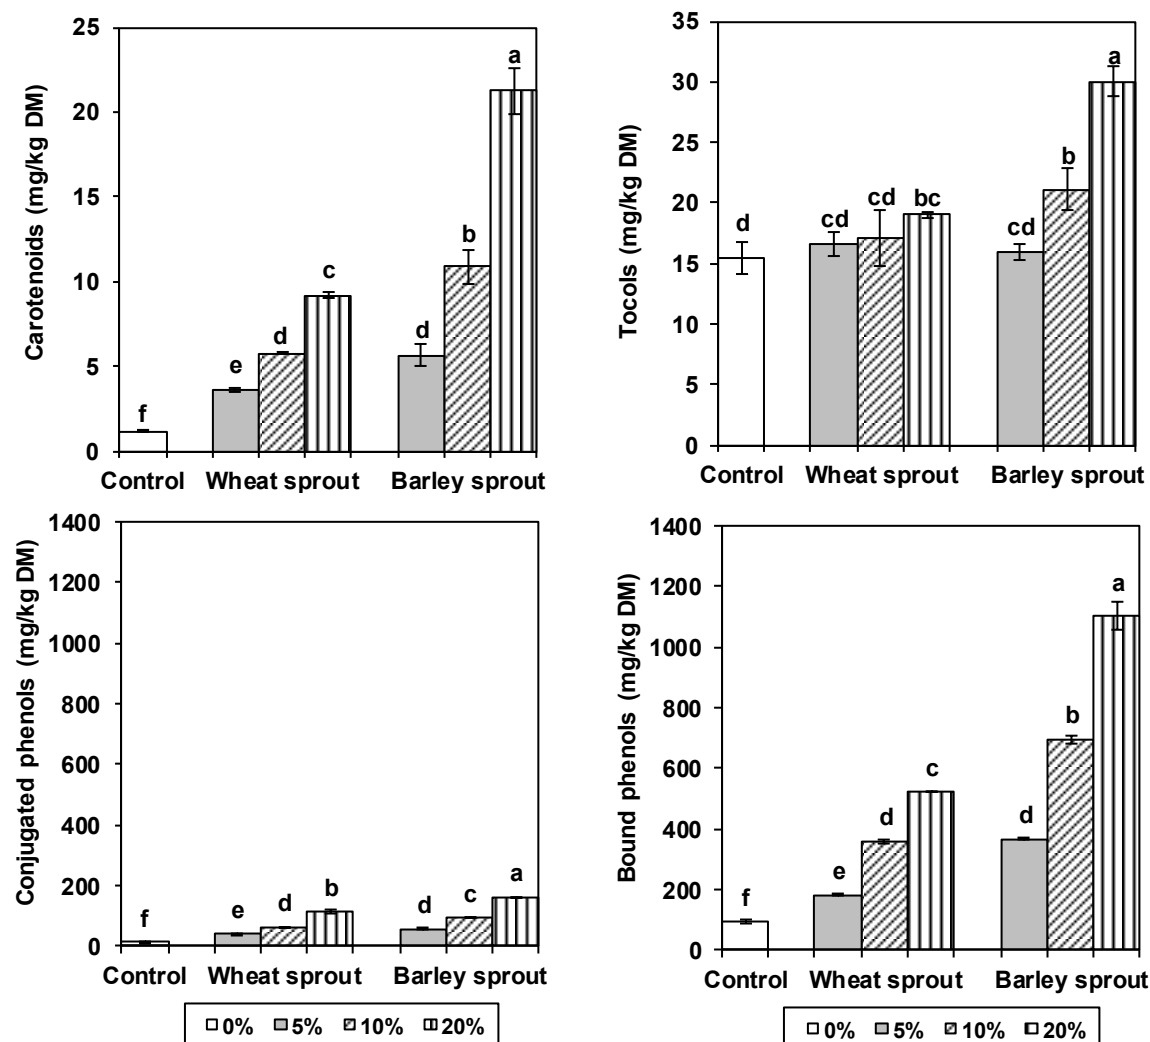 Carotenoids (mg/kg DM)
25
20
15
10
5
0
f
e
d
c
d
b
a
Control Wheat sprout Barley sprout
Tocols (mg/kg DM)
35
30
25
20
15
10
5
0
d
cd
cd
bc
cd
b
a
Control Wheat sprout Barley sprout
Conjugated phenols (mg/kg DM)
1400
1200
1000
800
600
400
200
0
f
e
d
b
d
c
a
Control Wheat sprout Barley sprout
0% 5% 10% 20%
Bound phenols (mg/kg DM)
1400
1200
1000
800
600
400
200
0
f
e
d
c
d
b
a
Control Wheat sprout Barley sprout
0% 5% 10% 20%